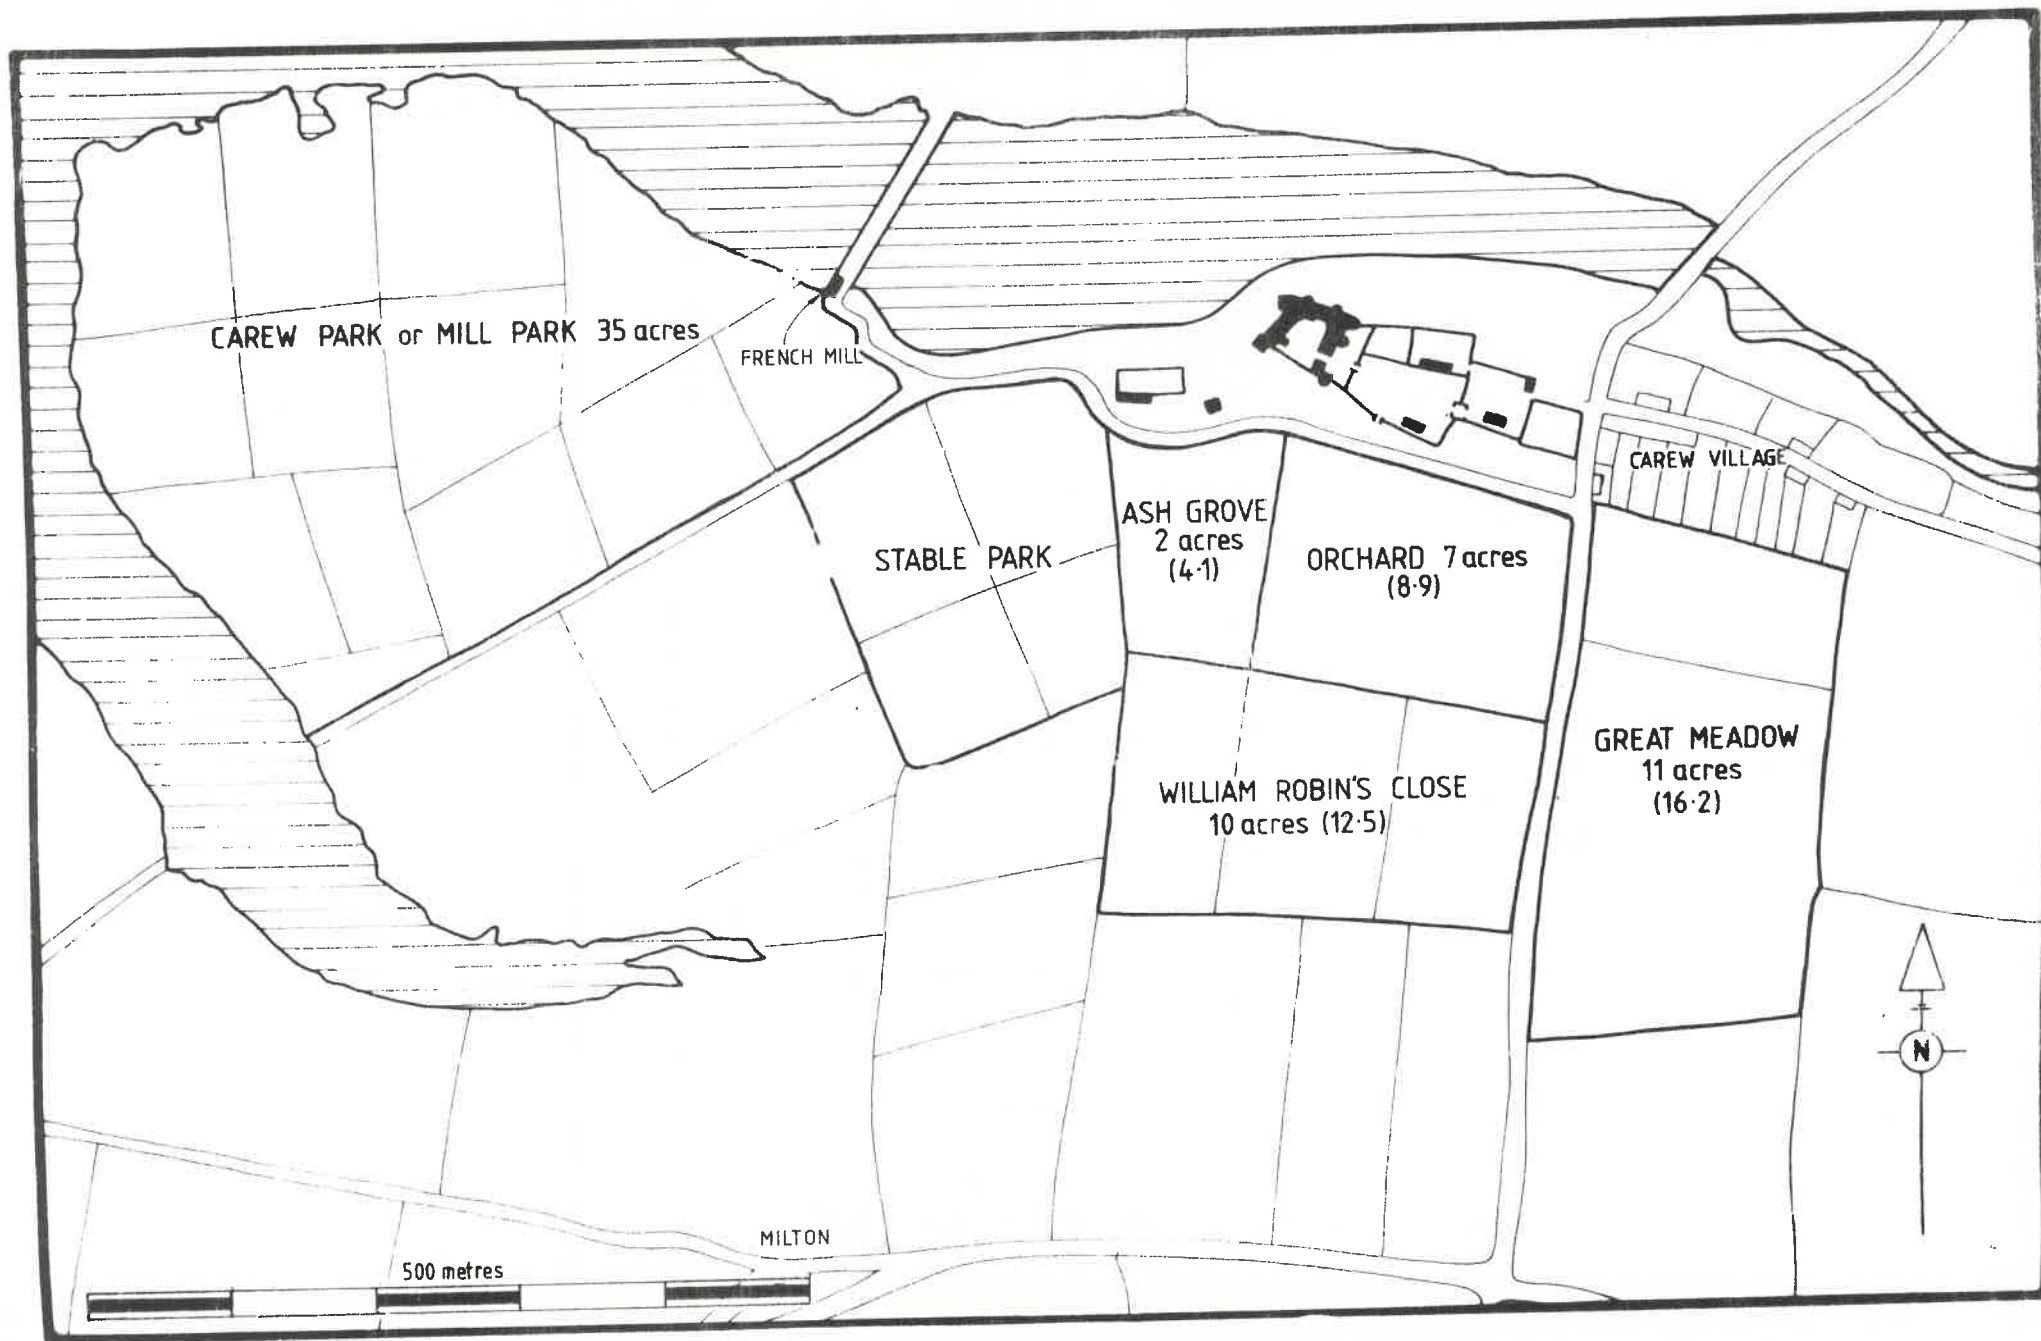 CAREW PARK or MILL PARK 35 acres
FRENCH MILL
CAREW VILLAGE
STABLE PARK
ASH GROVE
2 acres
(4·1)
ORCHARD 7 acres
(8·9)
GREAT MEADOW
11 acres
(16·2)
WILLIAM ROBIN'S CLOSE
10 acres (12·5)
N
MILTON
500 metres